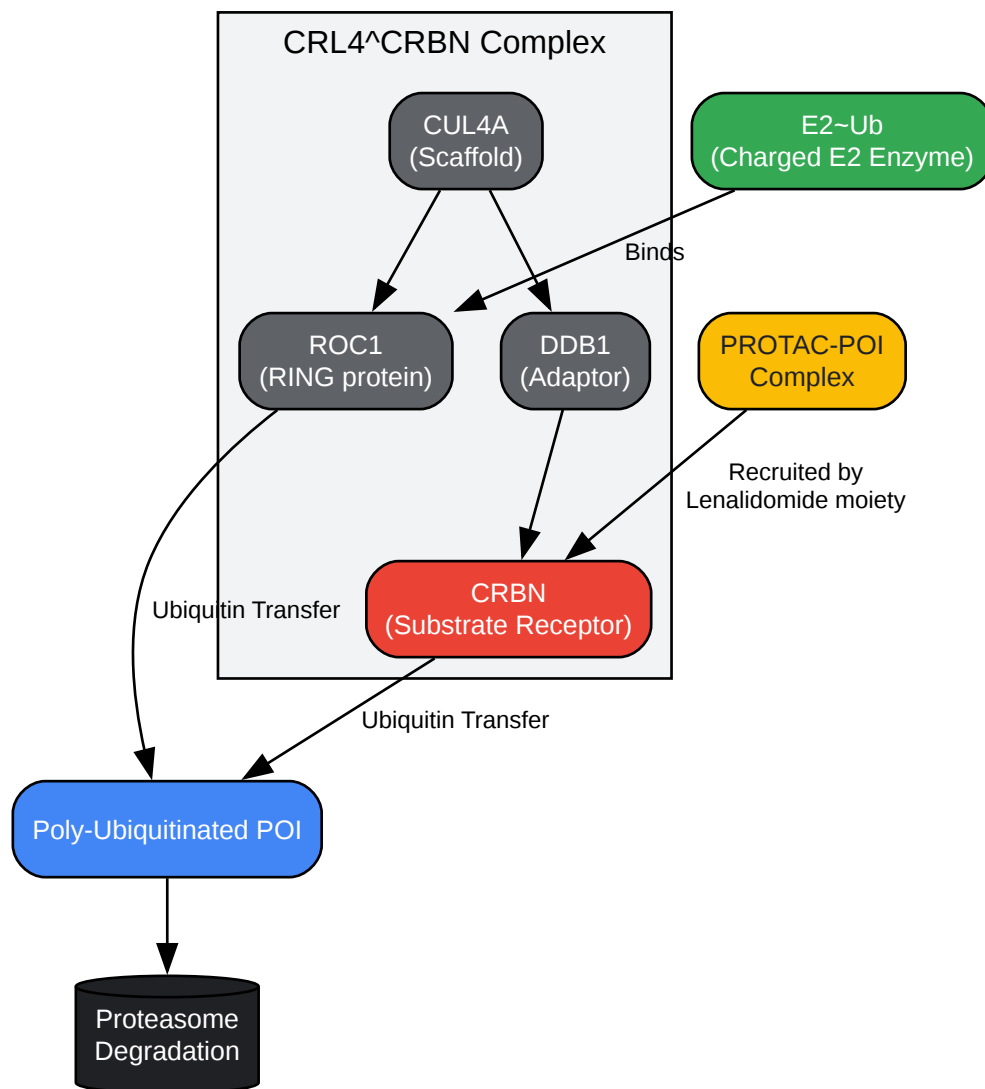 CRL4^CRBN Complex
CUL4A
(Scaffold)
E2~Ub
(Charged E2 Enzyme)
Binds
ROC1
(RING protein)
DDB1
(Adaptor)
PROTAC-POI
Complex
Recruited by
Lenalidomide moiety
CRBN
(Substrate Receptor)
Ubiquitin Transfer
Ubiquitin Transfer
Poly-Ubiquitinated POI
Proteasome
Degradation